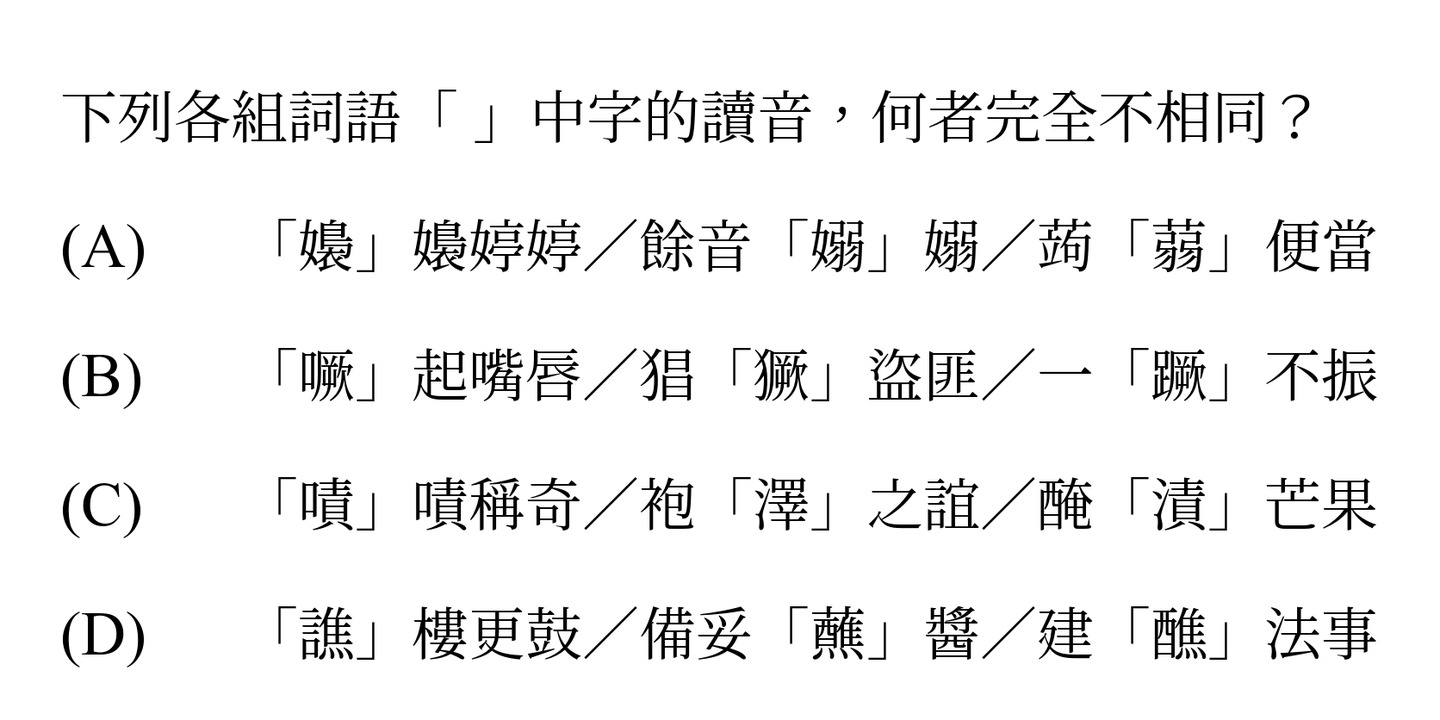 下列各組詞語「 」中字的讀音，何者完全不相同？
(A) 「嬝」嬝婷婷／餘音「嫋」嫋／蒟「蒻」便當
(B) 「噘」起嘴唇／猖「獗」盜匪／一「蹶」不振
(C) 「嘖」嘖稱奇／袍「澤」之誼／醃「漬」芒果
(D) 「譙」樓更鼓／備妥「蘸」醬／建「醮」法事